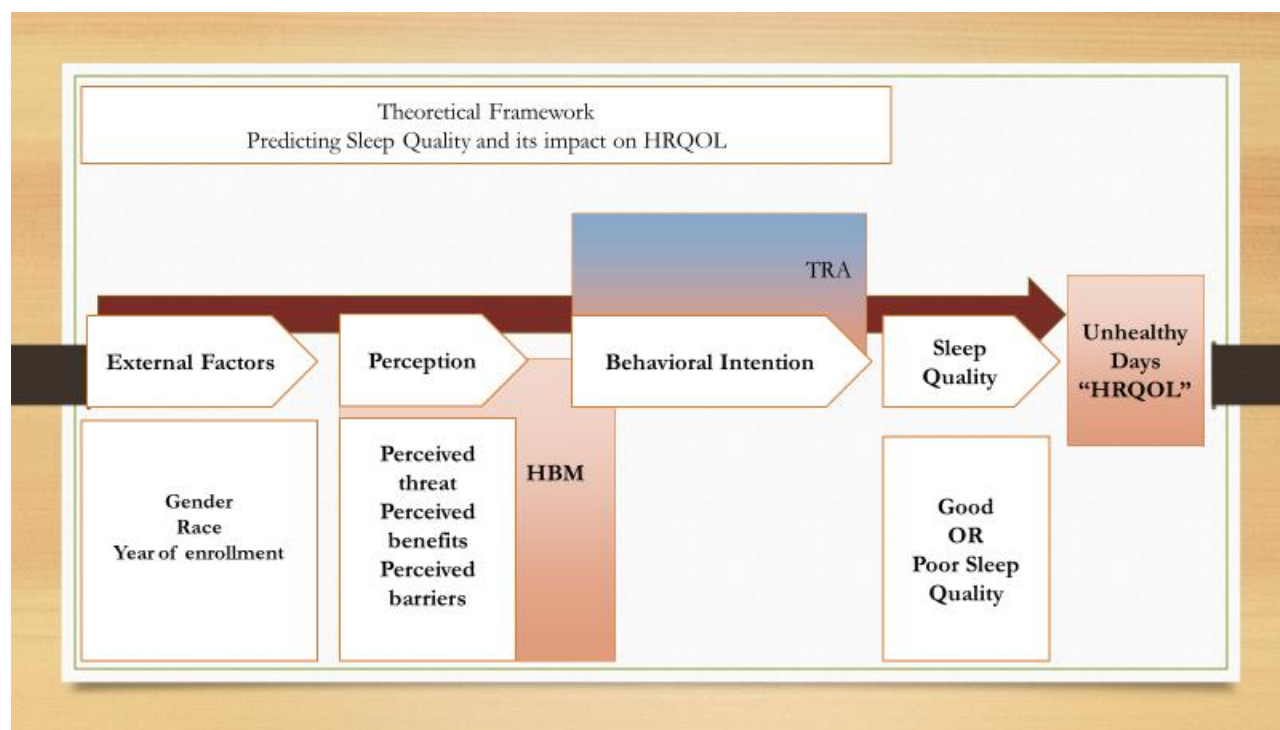 Theoretical Framework
Predicting Sleep Quality and its impact on HRQOL
TRA
External Factors
Perception
Behavioral Intention
Sleep
Quality
Unhealthy
Days
“HRQOL”
Gender
Race
Year of enrollment
Perceived
threat
Perceived
benefits
Perceived
barriers
HBM
Good
OR
Poor Sleep
Quality